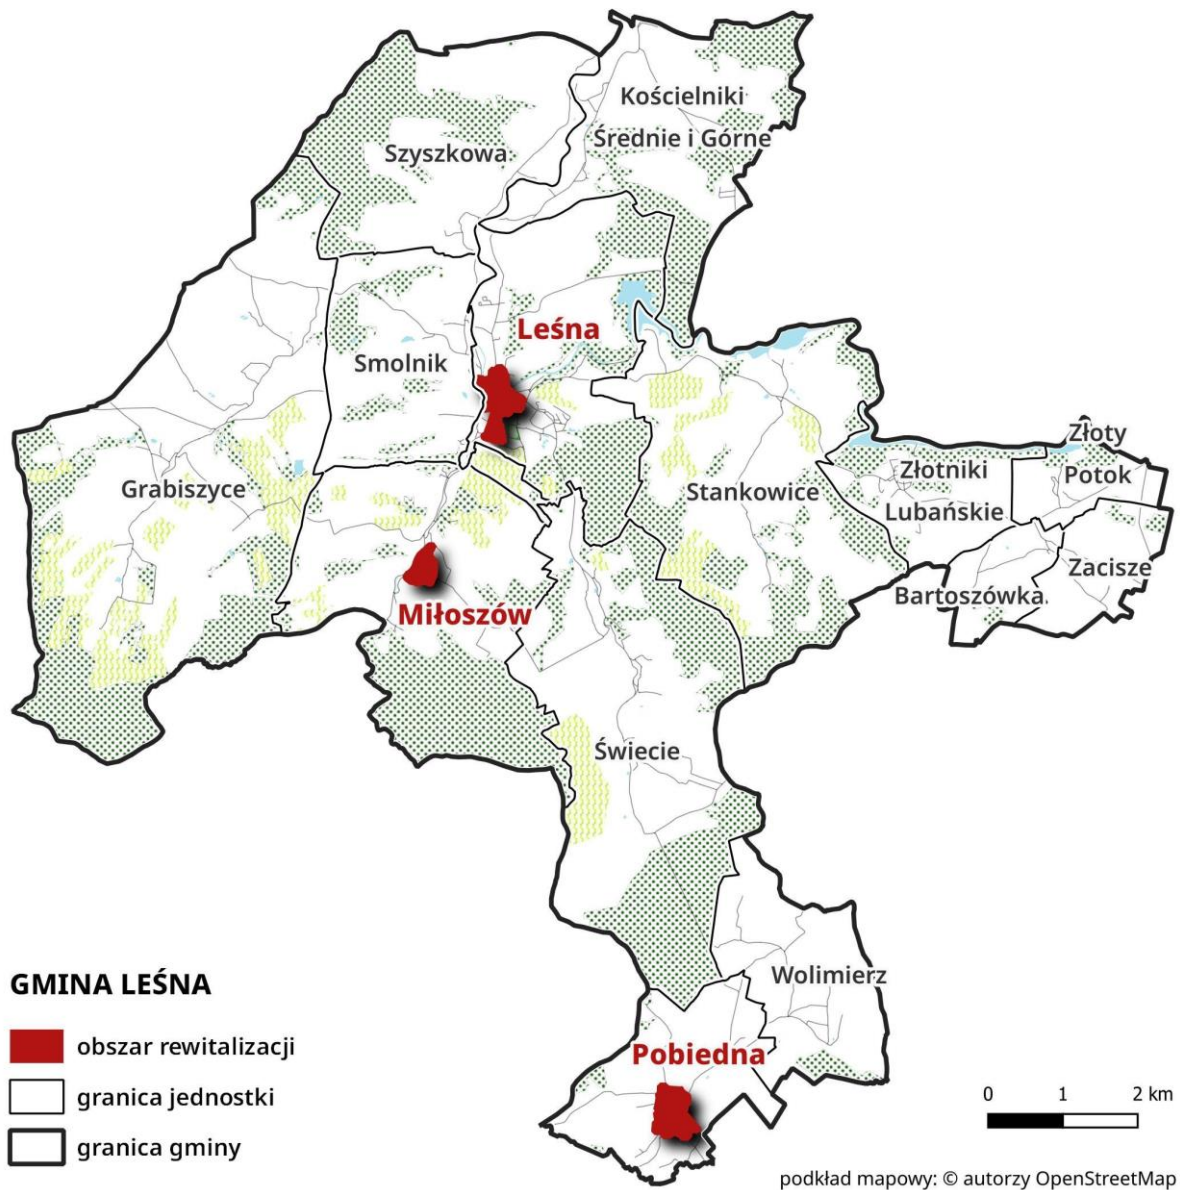 Kościelniki
Średnie i Górne
Szyszkowa
Leśna
Smolnik
Złoty
Potok
Złotniki
Lubańskie
Grabiszyce
Stankowice
Zacisze
Bartoszówka
Miłoszów
Świecie
Wolimierz
Pobiedna
GMINA LEŚNA
obszar rewitalizacji
granica jednostki
granica gminy
0 1 2 km
podkład mapowy: © autorzy OpenStreetMap